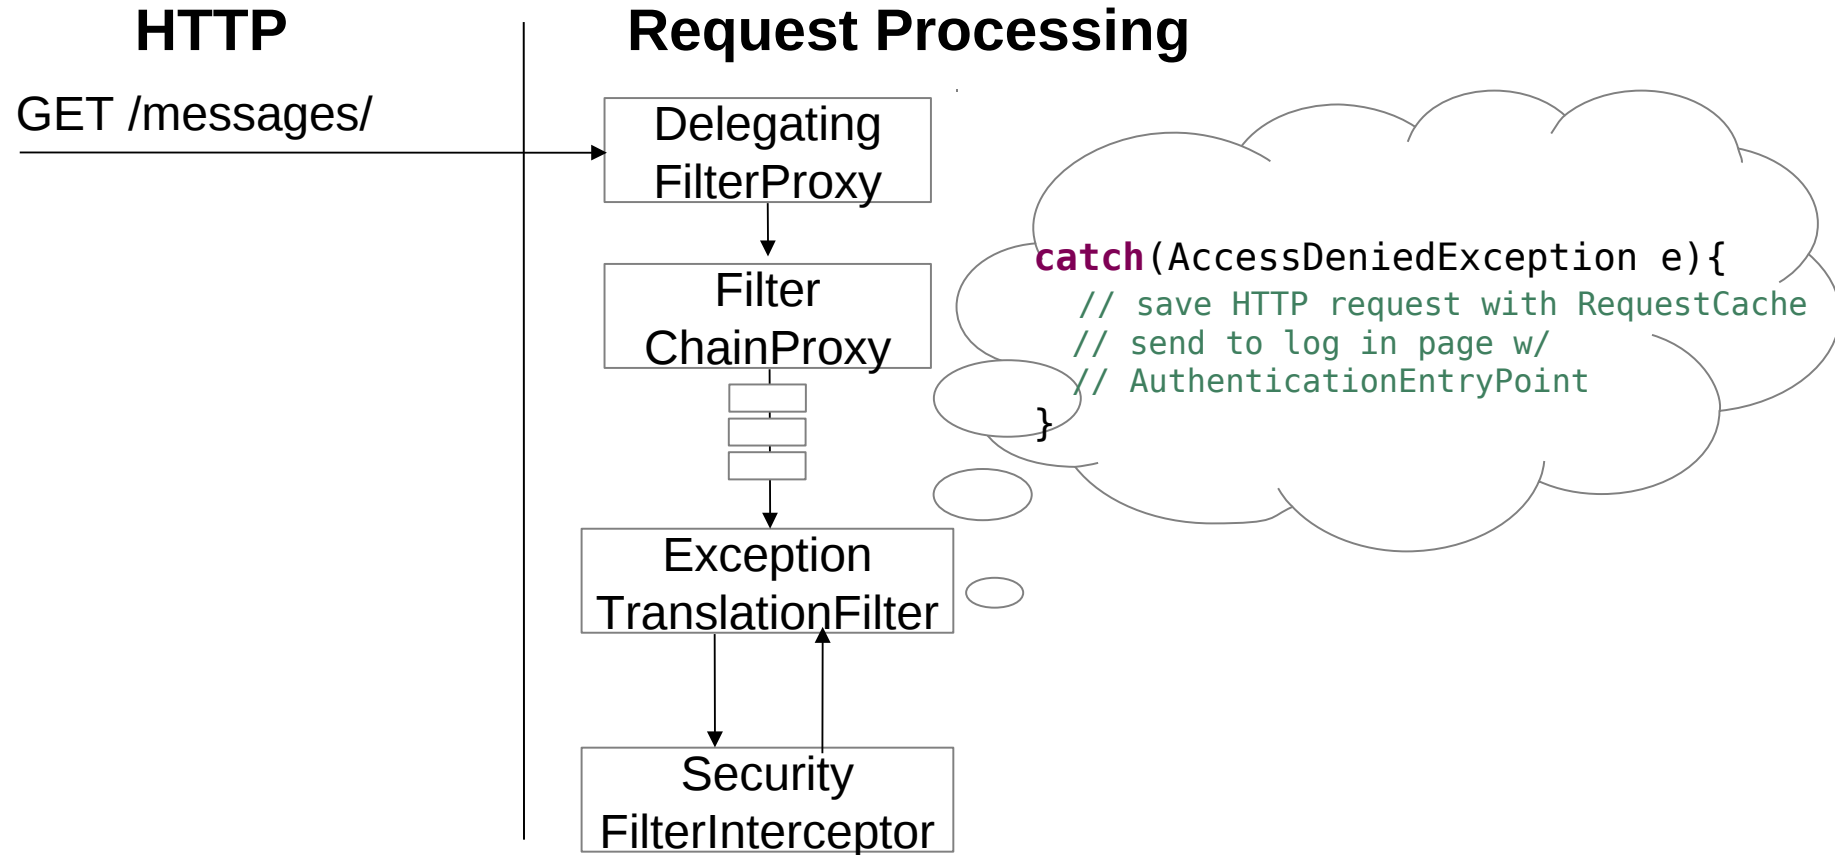 HTTP
Request Processing
GET /messages/
Delegating
FilterProxy
Filter
ChainProxy
catch(AccessDeniedException e){
// save HTTP request with RequestCache
// send to log in page w/
// AuthenticationEntryPoint
}
Exception
TranslationFilter
Security
FilterInterceptor